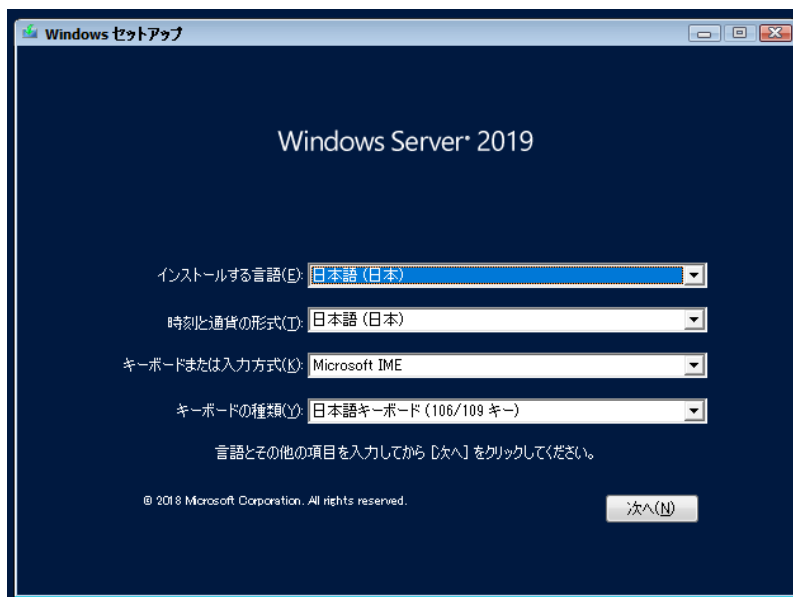 Windows セットアップ
Windows Server® 2019
インストールする言語(E): 日本語 (日本)
時刻と通貨の形式(T): 日本語 (日本)
キーボードまたは入力方式(K): Microsoft IME
キーボードの種類(Y): 日本語キーボード (106/109 キー)
言語とその他の項目を入力してから [次へ] をクリックしてください。
© 2018 Microsoft Corporation. All rights reserved.
次へ(N)